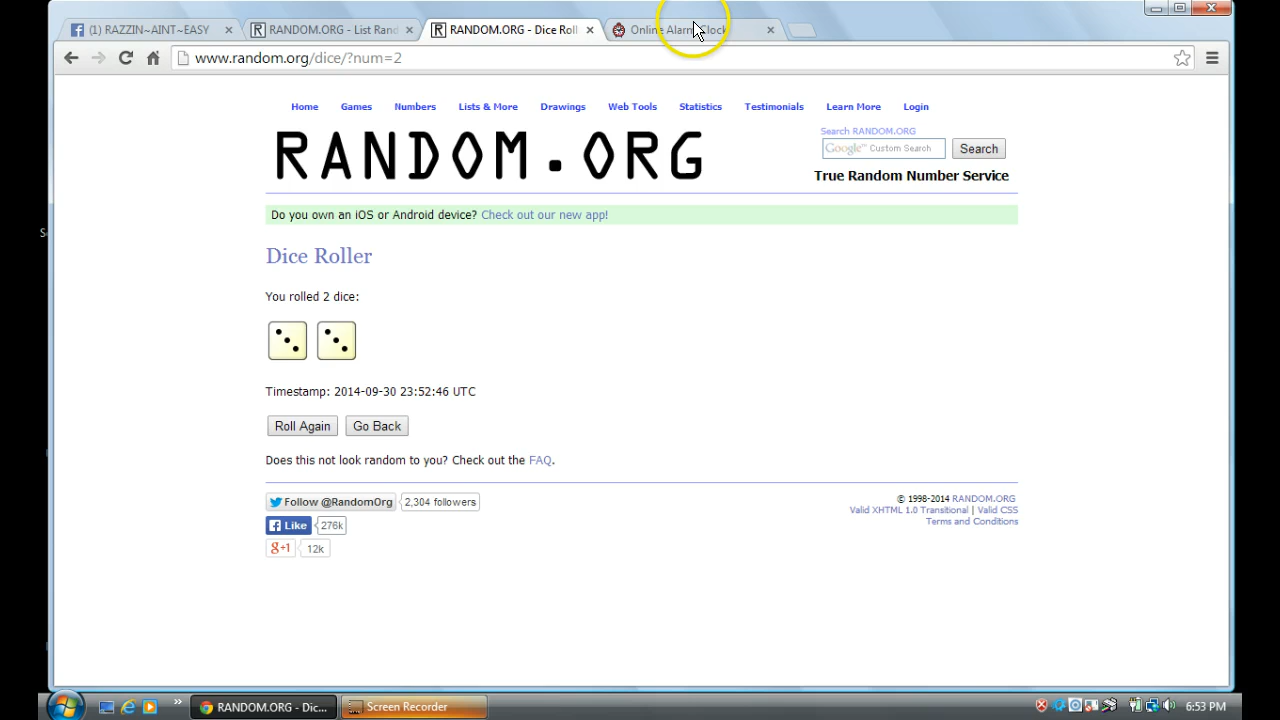 (1) RAZZIN~AINT~EASY
RANDOM.ORG - List Rand
RANDOM.ORG - Dice Roll
Online Alarm Clock
www.random.org/dice/?num=2
Home Games Numbers Lists & More Drawings Web Tools Statistics Testimonials Learn More Login
RANDOM.ORG
Search RANDOM.ORG
Google™ Custom Search Search
True Random Number Service
Do you own an iOS or Android device? Check out our new app!
Dice Roller
You rolled 2 dice:
Timestamp: 2014-09-30 23:52:46 UTC
Roll Again Go Back
Does this not look random to you? Check out the FAQ.
Follow @RandomOrg 2,304 followers
Like 276k
g+1 12k
© 1998-2014 RANDOM.ORG
Valid XHTML 1.0 Transitional | Valid CSS
Terms and Conditions
RANDOM.ORG - Dic...
Screen Recorder
6:53 PM